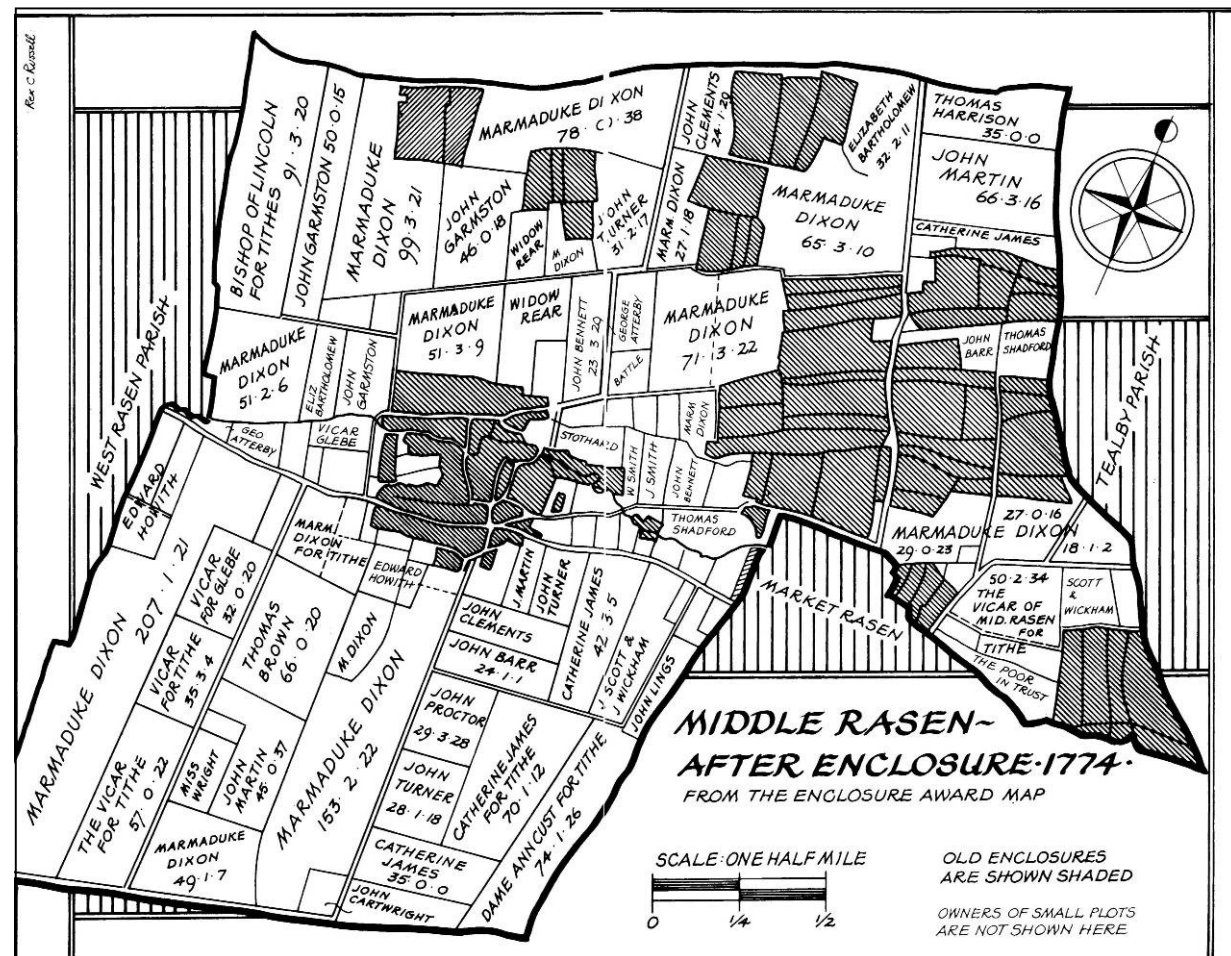 Rex C Russell
BISHOP OF LINCOLN
FOR TITHES 91·3·20
JOHN GARMSTON 50·0·15
MARMADUKE
DIXON
99·3·21
MARMADUKE DIXON
78·0·38
JOHN
GARMSTON
46·0·18
WIDOW
REAR
M
DIXON
JOHN
TURNER
31·2·17
JOHN
CLEMENTS
24·1·29
MARM DIXON
27·1·18
ELIZABETH
BARTHOLOMEW
32·2·11
MARMADUKE
DIXON
65·3·10
THOMAS
HARRISON
35·0·0
JOHN
MARTIN
66·3·16
CATHERINE JAMES
MARMADUKE
DIXON
51·2·6
ELIZ
BARTHOLOMEW
JOHN
GARMSTON
MARMADUKE
DIXON
51·3·9
WIDOW
REAR
JOHN BENNETT
23 3 29
GEORGE
ATTERBY
BATTLE
MARMADUKE
DIXON
71·3·22
JOHN
BARR
THOMAS
SHADFORD
WEST RASEN PARISH
TEALBY PARISH
GEO
ATTERBY
VICAR
GLEBE
STOTHARD
W SMITH
J SMITH
JOHN
BENNETT
MARM
DIXON
THOMAS
SHADFORD
EDWARD
HOWITH
MARM.
DIXON
FOR TITHE
EDWARD
HOWITH
J. MARTIN
JOHN
TURNER
MARKET RASEN
27·0·16
MARMADUKE DIXON
29·0·23
18·1·2
50·2·34
THE
VICAR OF
MID. RASEN
FOR
TITHE
SCOTT
&
WICKHAM
THE POOR
IN TRUST
MARMADUKE DIXON 207·1·21
VICAR
FOR GLEBE
32·0·20
VICAR
FOR TITHE
35·3·4
THE VICAR
FOR TITHE
57·0·22
THOMAS
BROWN
66·0·20
M. DIXON
MISS
WRIGHT
JOHN
MARTIN
45·0·37
MARMADUKE
DIXON
49·1·7
MARMADUKE DIXON
153·2·22
JOHN
CLEMENTS
JOHN BARR
24·1·1
CATHERINE JAMES
42·3·5
J SCOTT &
J WICKHAM
JOHN LINGS
JOHN
PROCTOR
29·3·28
JOHN
TURNER
28·1·18
CATHERINE JAMES
FOR TITHE
70·1·12
CATHERINE
JAMES
35·0·0
JOHN
CARTWRIGHT
DAME ANN CUST FOR TITHE
74·1·26
MIDDLE RASEN~
AFTER ENCLOSURE·1774·
FROM THE ENCLOSURE AWARD MAP
SCALE: ONE HALF MILE
0 1/4 1/2
OLD ENCLOSURES
ARE SHOWN SHADED
OWNERS OF SMALL PLOTS
ARE NOT SHOWN HERE